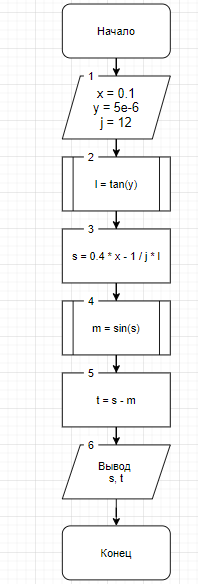 Начало
1
x = 0.1
y = 5e-6
j = 12
2
l = tan(y)
3
s = 0.4 * x - 1 / j * l
4
m = sin(s)
5
t = s - m
6
Вывод
s, t
Конец